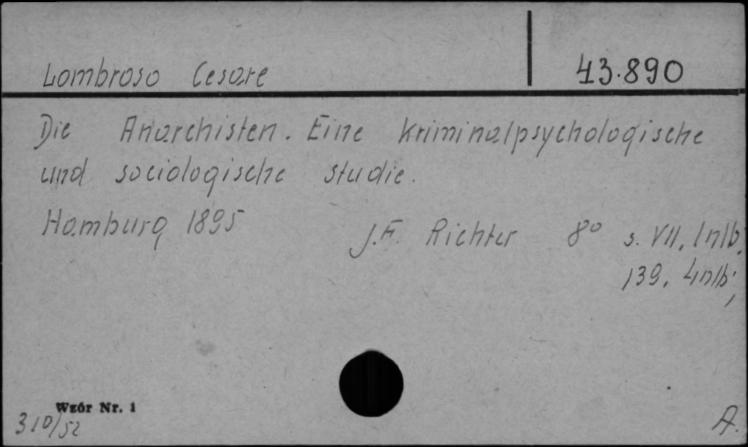 Lombroso Cesare
43.890
Die Anarchisten. Eine kriminalpsychologische
und sociologische studie.
Hamburg 1895 J.F. Richter 8° s. VII, 1nlb,
139, 4nlb,
Wzór Nr. 1
310/52
A.